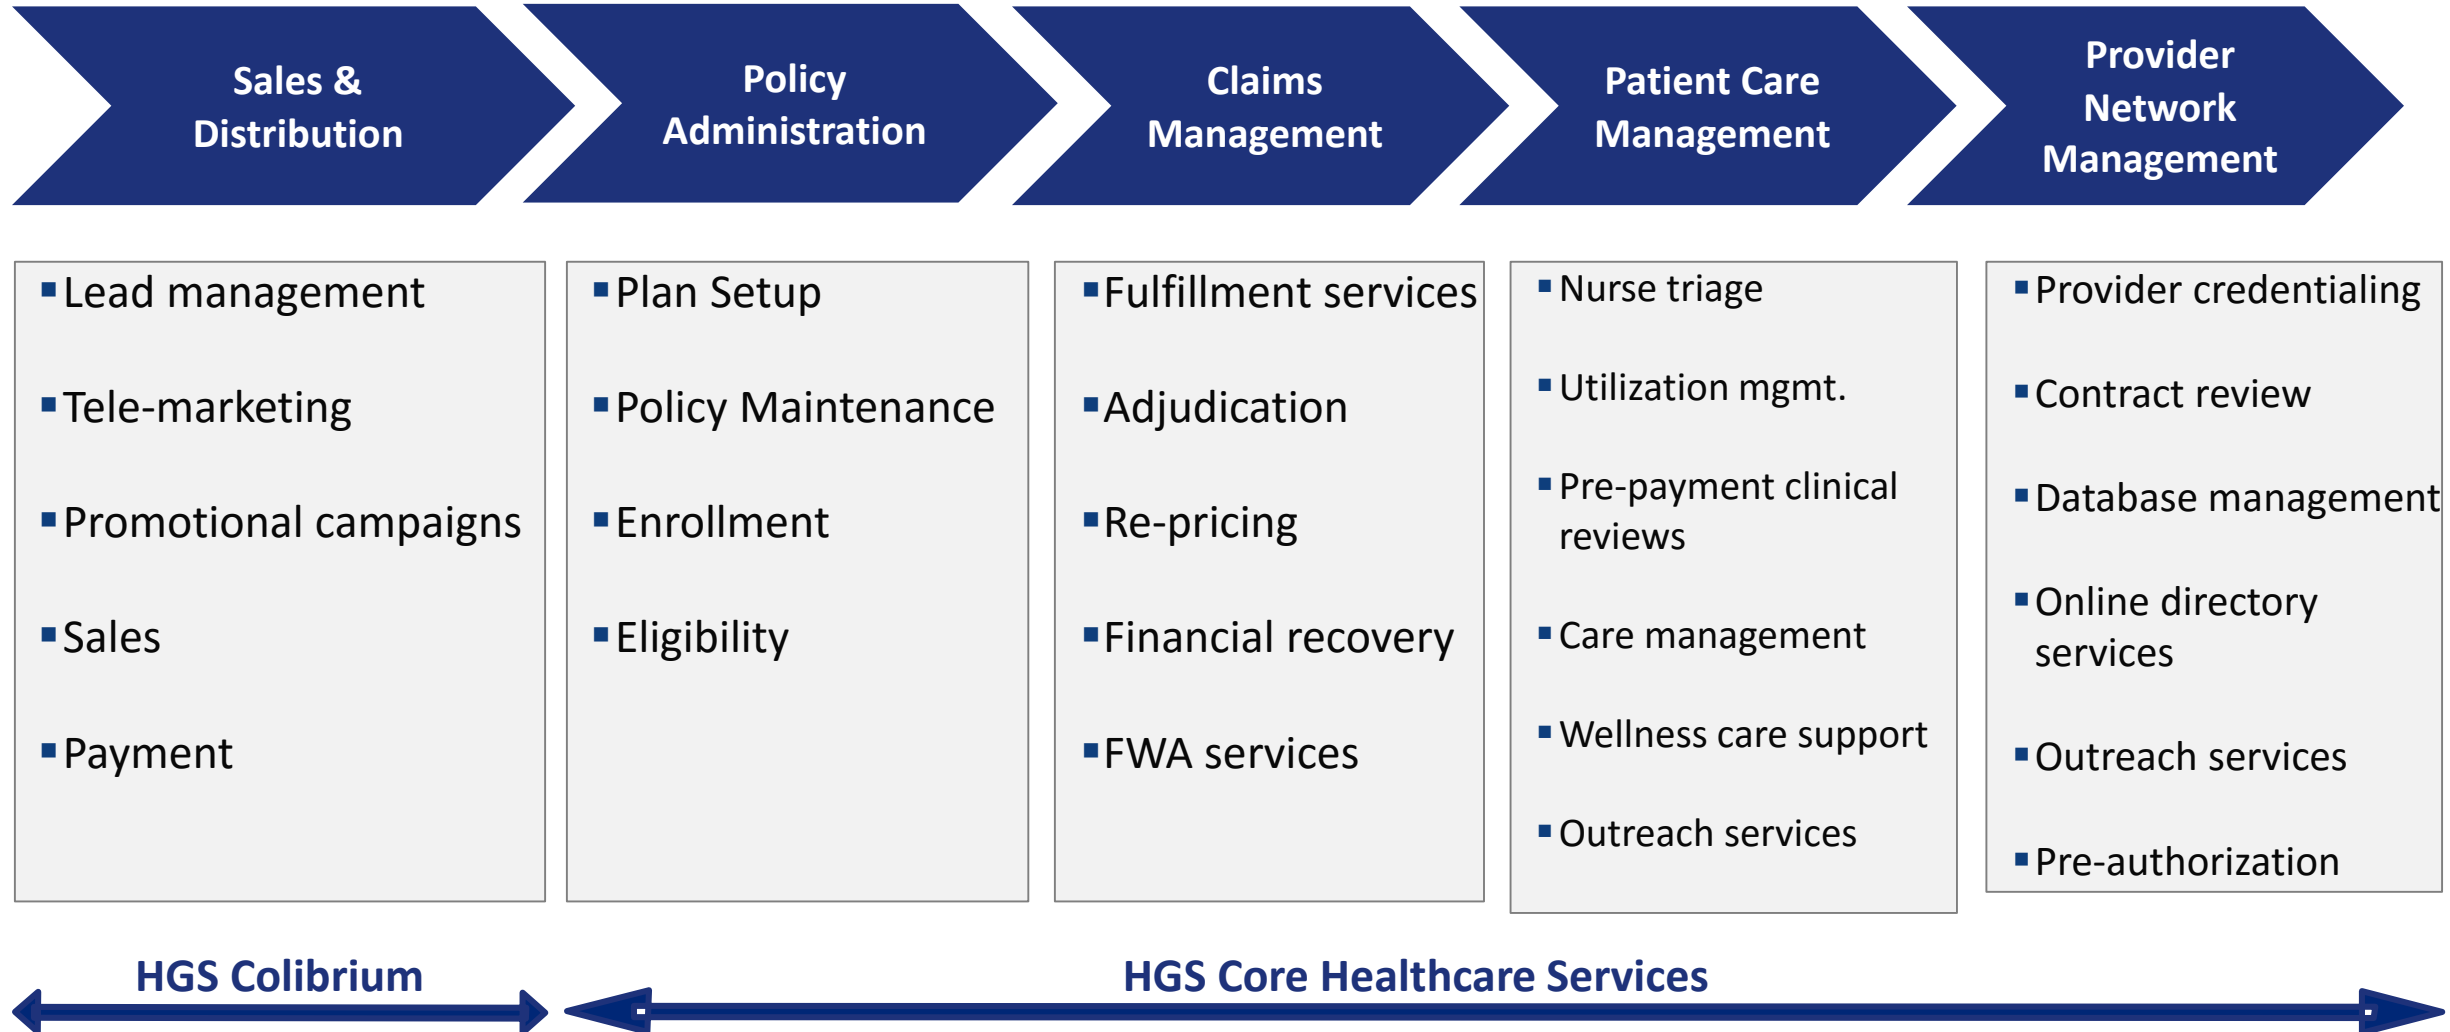 Sales &
Distribution
Policy
Administration
Claims
Management
Patient Care
Management
Provider
Network
Management
▪Lead management
▪Tele-marketing
▪Promotional campaigns
▪Sales
▪Payment
▪Plan Setup
▪Policy Maintenance
▪Enrollment
▪Eligibility
▪Fulfillment services
▪Adjudication
▪Re-pricing
▪Financial recovery
▪FWA services
▪Nurse triage
▪Utilization mgmt.
▪Pre-payment clinical
reviews
▪Care management
▪Wellness care support
▪Outreach services
▪Provider credentialing
▪Contract review
▪Database management
▪Online directory
services
▪Outreach services
▪Pre-authorization
HGS Colibrium
HGS Core Healthcare Services